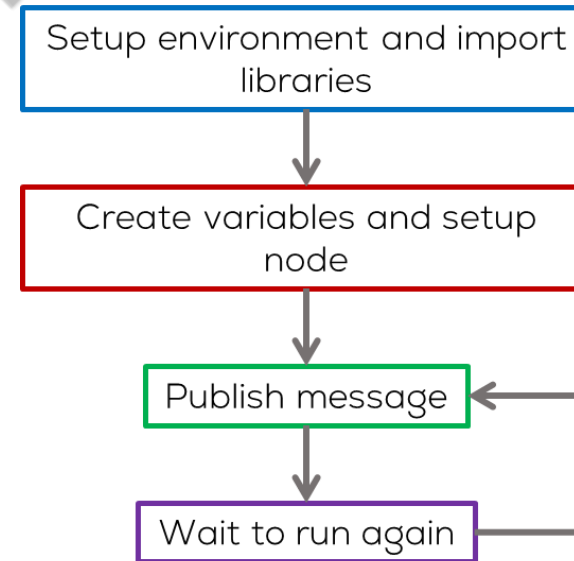 Setup environment and import
libraries
Create variables and setup
node
Publish message
Wait to run again